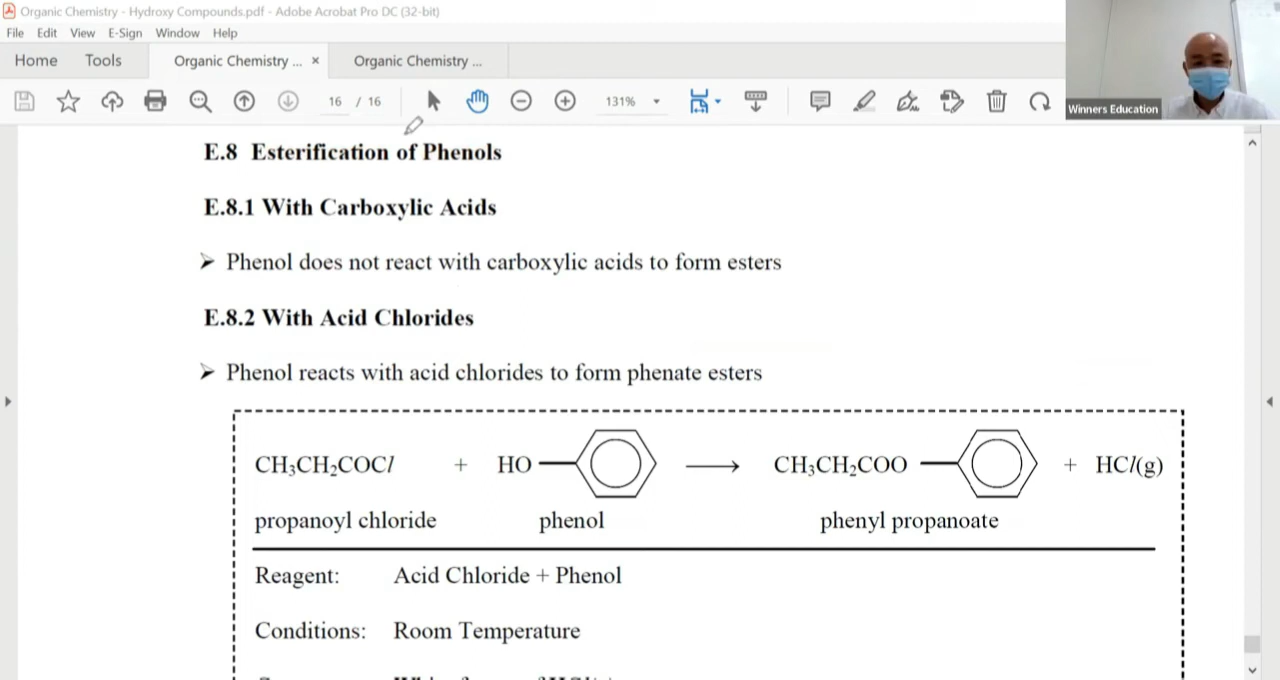 Organic Chemistry - Hydroxy Compounds.pdf - Adobe Acrobat Pro DC (32-bit)
File Edit View E-Sign Window Help
Home Tools Organic Chemistry ... × Organic Chemistry ...
16 / 16 131%
Winners Education
E.8 Esterification of Phenols
E.8.1 With Carboxylic Acids
➢ Phenol does not react with carboxylic acids to form esters
E.8.2 With Acid Chlorides
➢ Phenol reacts with acid chlorides to form phenate esters
CH₃CH₂COCl + HO ⟶ CH₃CH₂COO + HCl(g)
propanoyl chloride phenol phenyl propanoate
Reagent: Acid Chloride + Phenol
Conditions: Room Temperature